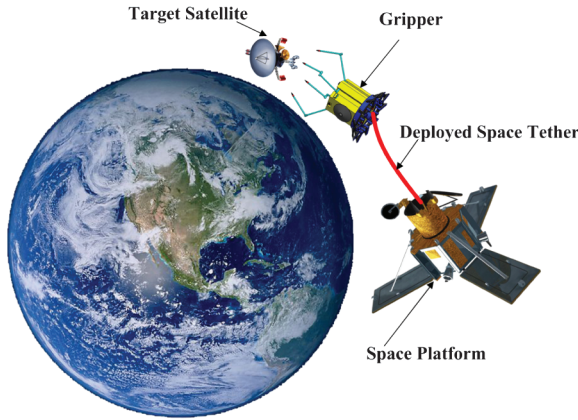 Target Satellite
Gripper
Deployed Space Tether
Space Platform